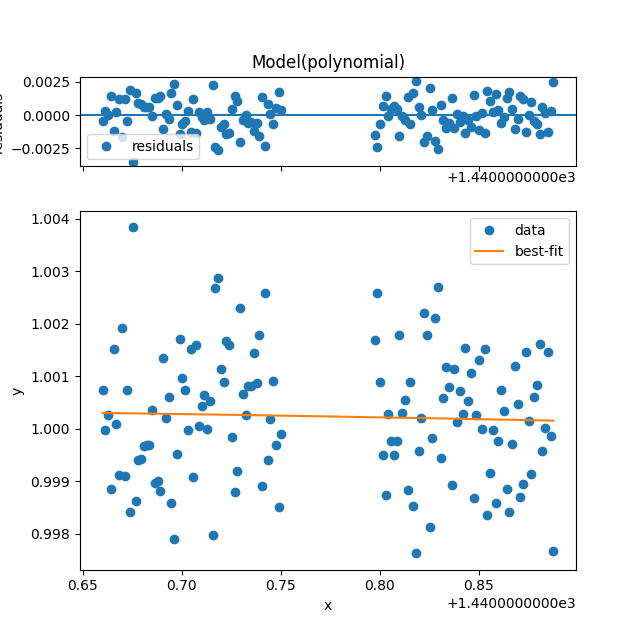 Model(polynomial)
0.0025
0.0000
−0.0025
residuals
residuals
+1.4400000000e3
1.004
1.003
1.002
1.001
1.000
0.999
0.998
y
data
best-fit
0.65
0.70
0.75
0.80
0.85
x
+1.4400000000e3